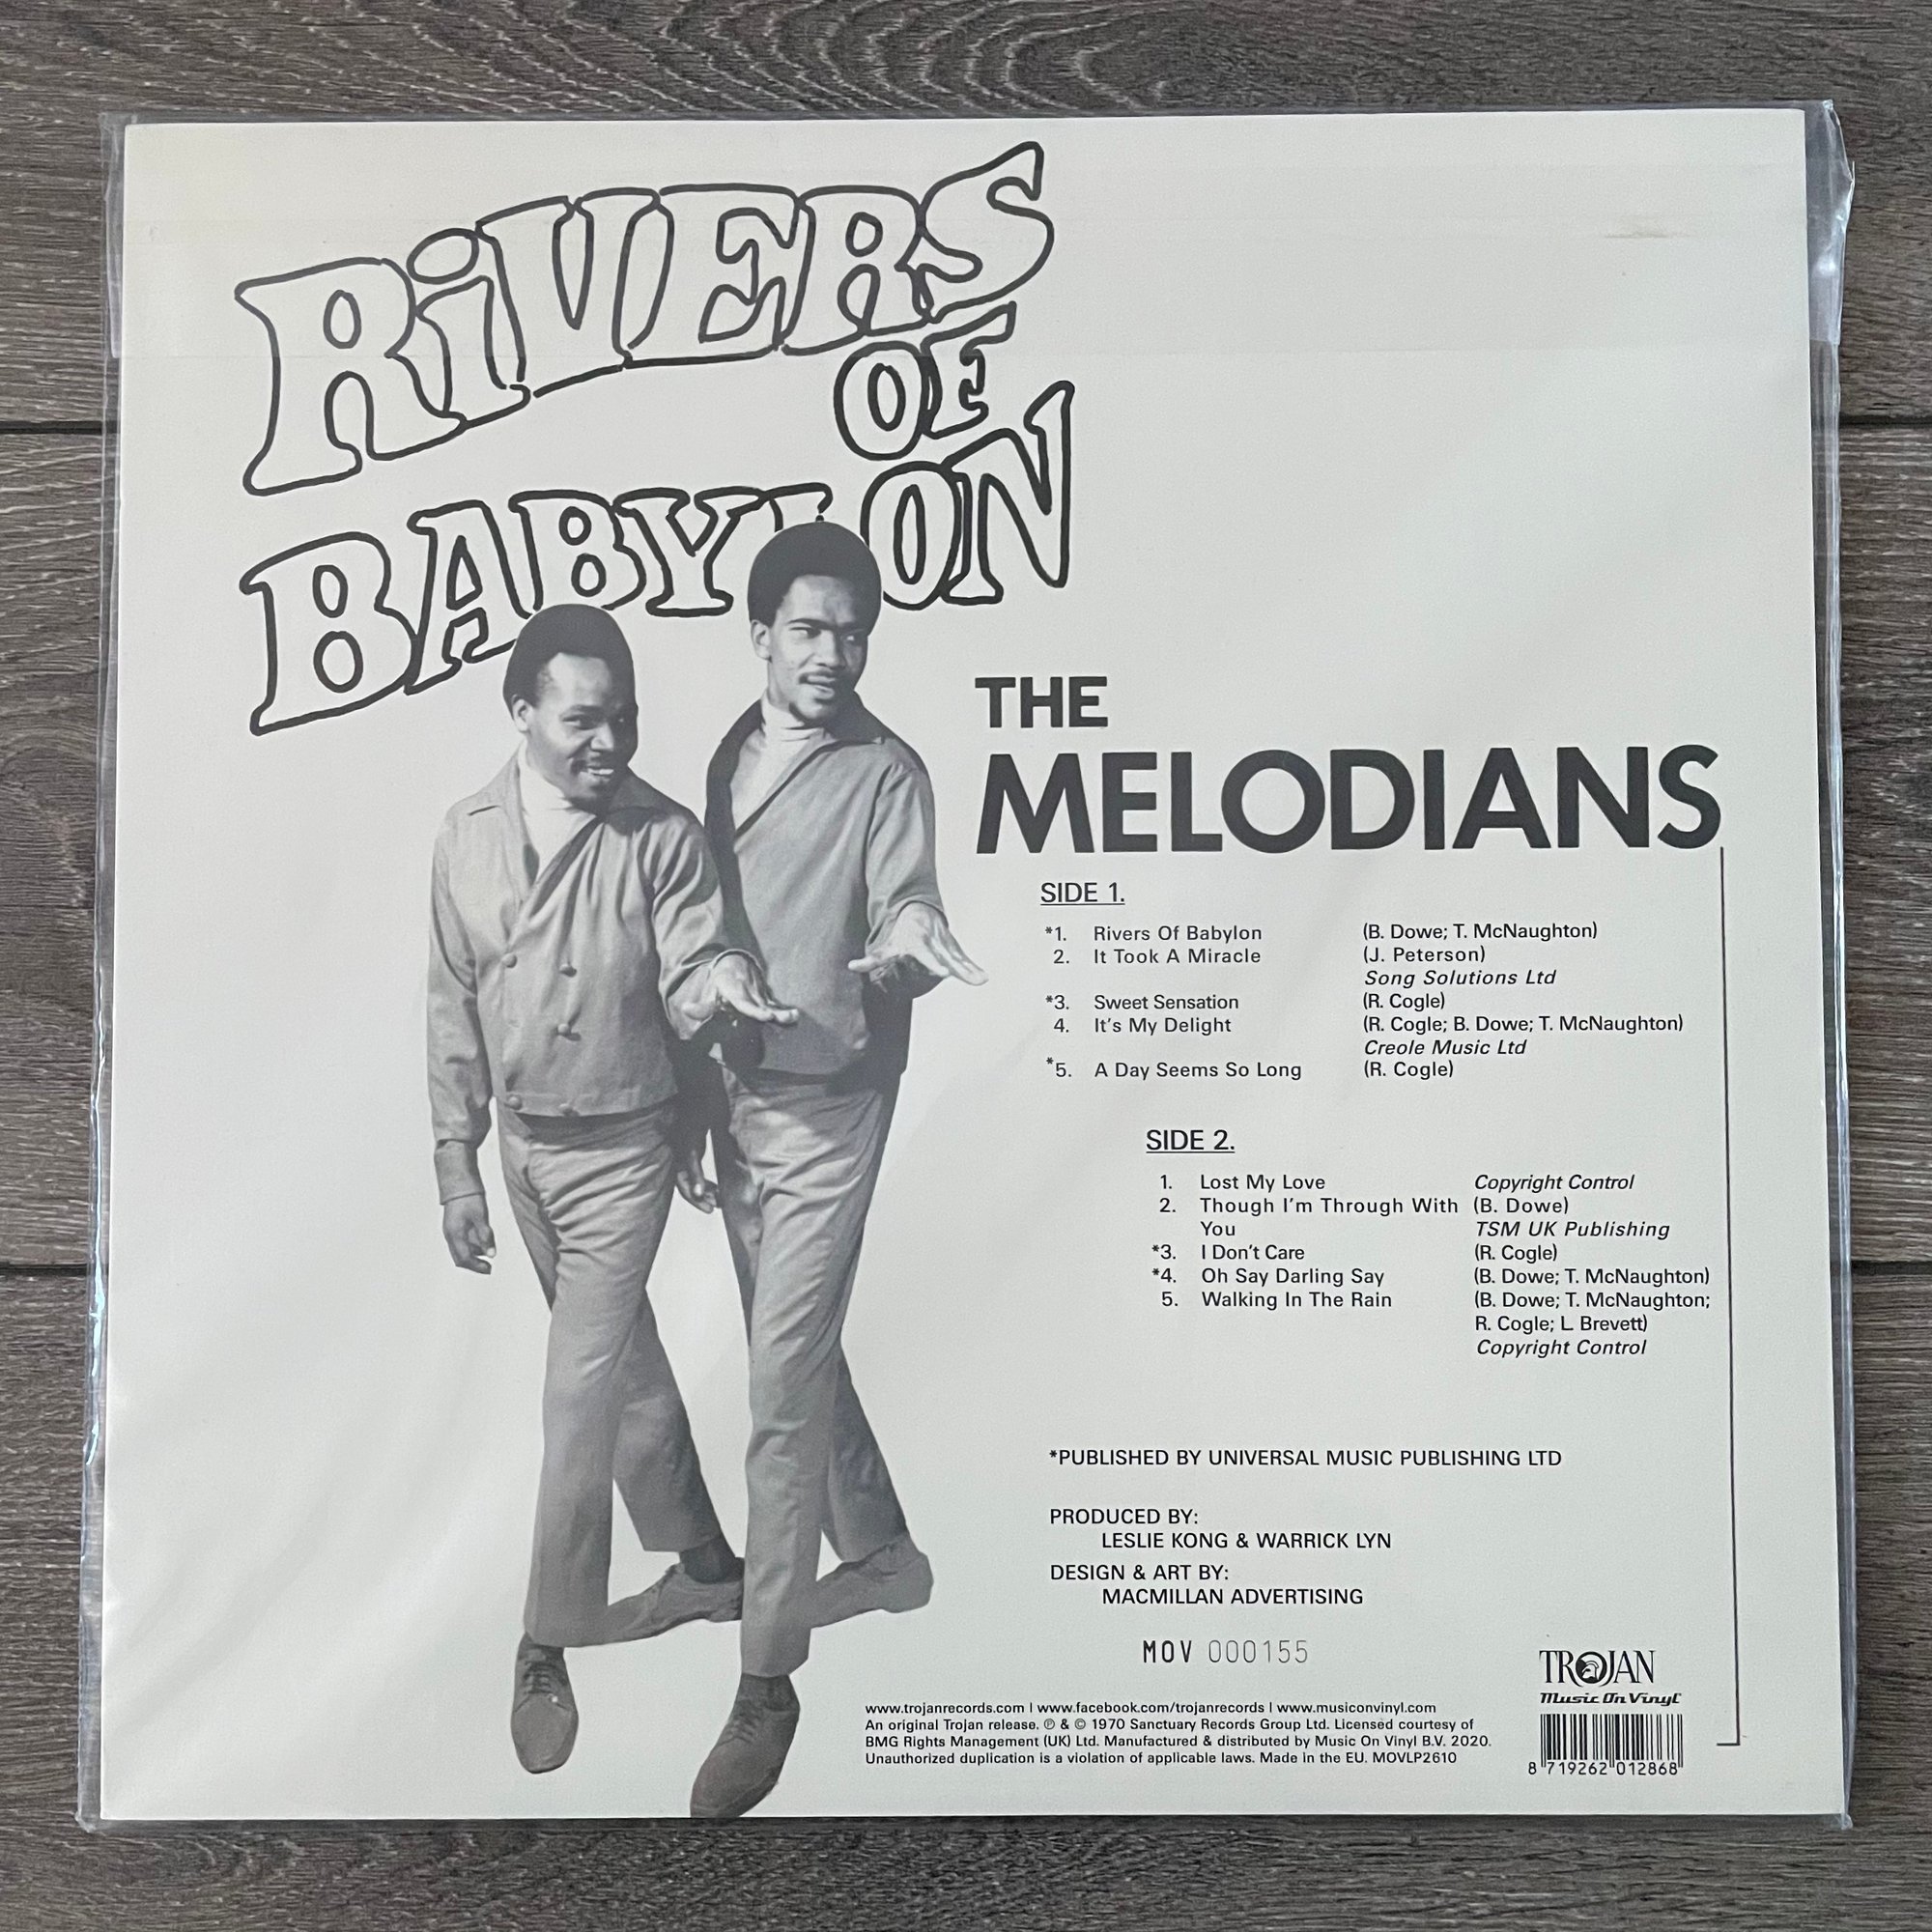 RiVERS
OF
BABYLON
THE
MELODIANS
SIDE 1.
*1. Rivers Of Babylon (B. Dowe; T. McNaughton)
2. It Took A Miracle (J. Peterson)
Song Solutions Ltd
*3. Sweet Sensation (R. Cogle)
4. It's My Delight (R. Cogle; B. Dowe; T. McNaughton)
Creole Music Ltd
*5. A Day Seems So Long (R. Cogle)
SIDE 2.
1. Lost My Love Copyright Control
2. Though I'm Through With (B. Dowe)
You TSM UK Publishing
*3. I Don't Care (R. Cogle)
*4. Oh Say Darling Say (B. Dowe; T. McNaughton)
5. Walking In The Rain (B. Dowe; T. McNaughton;
R. Cogle; L. Brevett)
Copyright Control
*PUBLISHED BY UNIVERSAL MUSIC PUBLISHING LTD
PRODUCED BY:
LESLIE KONG & WARRICK LYN
DESIGN & ART BY:
MACMILLAN ADVERTISING
MOV 000155
www.trojanrecords.com | www.facebook.com/trojanrecords | www.musiconvinyl.com
An original Trojan release. ℗ & © 1970 Sanctuary Records Group Ltd. Licensed courtesy of
BMG Rights Management (UK) Ltd. Manufactured & distributed by Music On Vinyl B.V. 2020.
Unauthorized duplication is a violation of applicable laws. Made in the EU. MOVLP2610
TROJAN
Music On Vinyl
8 719262 012868